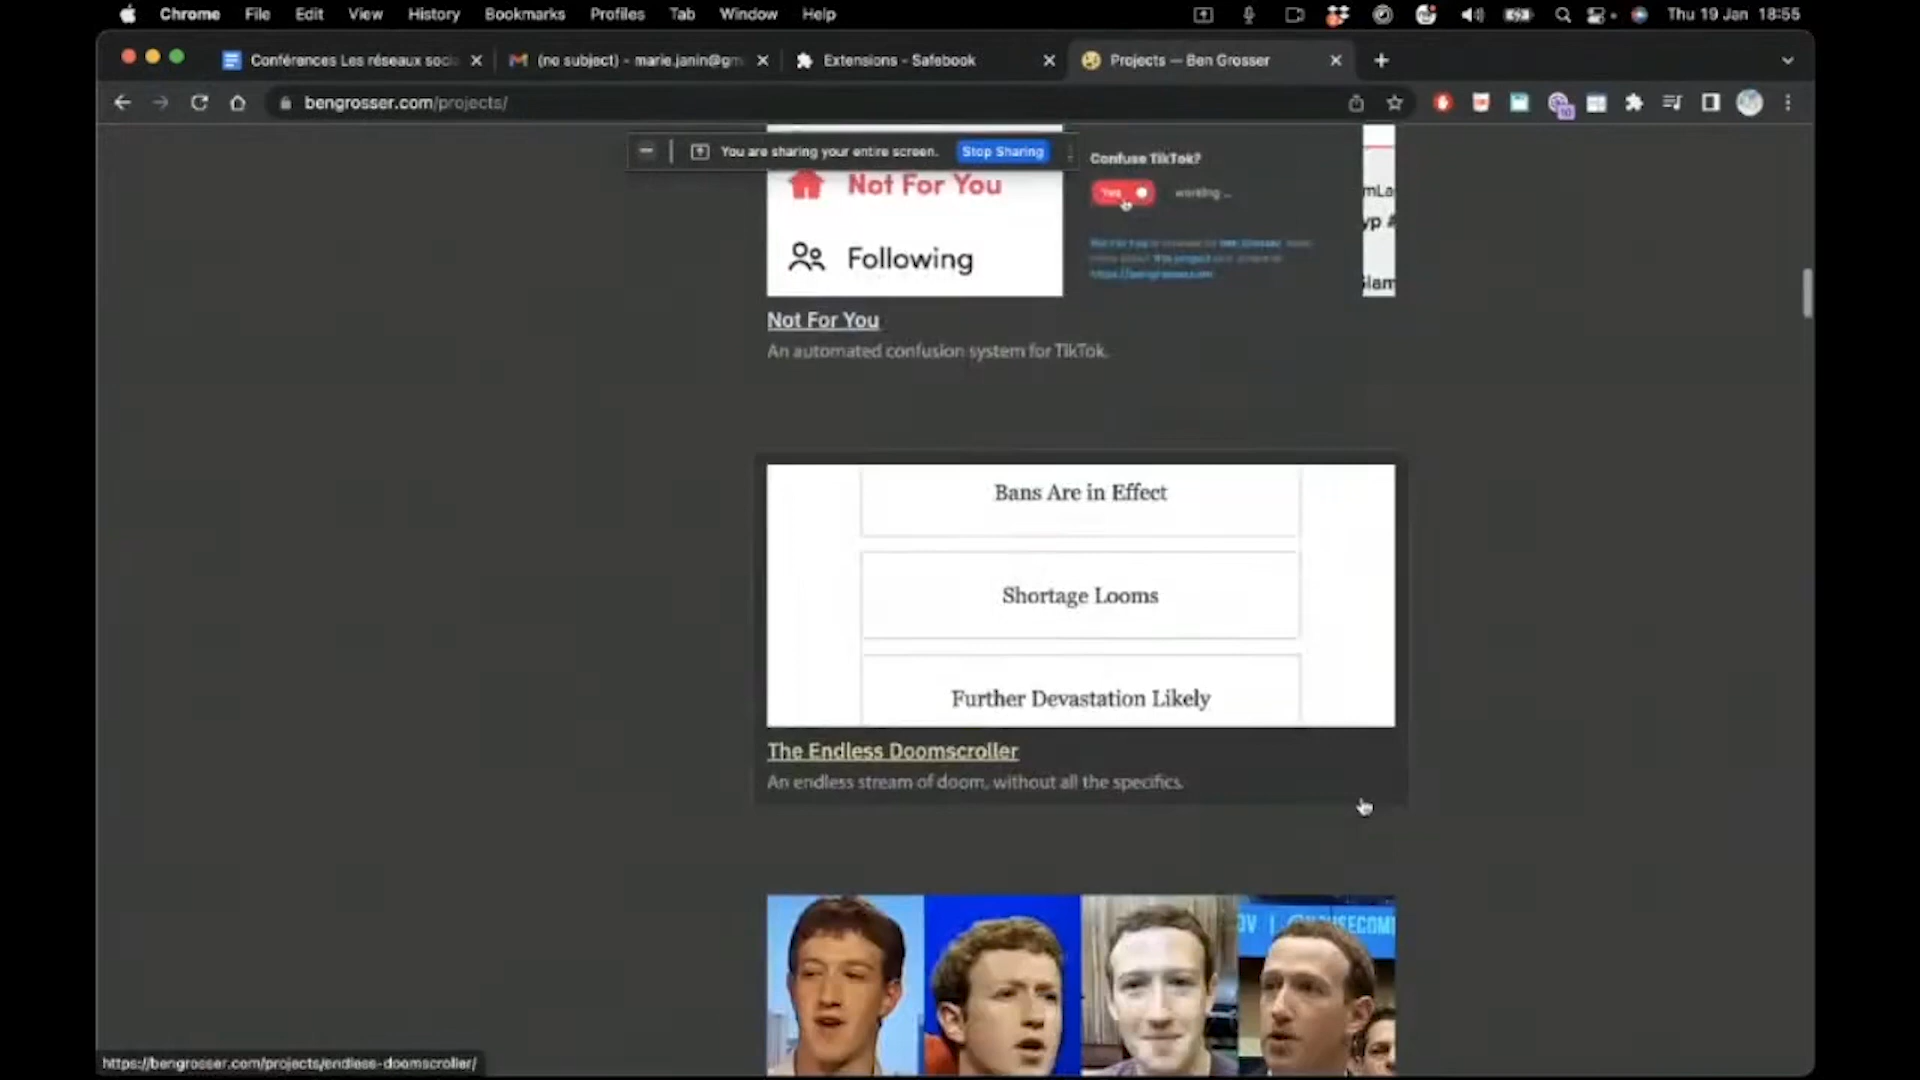 Chrome File Edit View History Bookmarks Profiles Tab Window Help Thu 19 Jan 18:55
Conférences Les réseaux soci (no subject) - marie.janin@gm Extensions - Safebook Projects — Ben Grosser
bengrosser.com/projects/
You are sharing your entire screen. Stop Sharing
Confuse TikTok?
Not For You Yes working ...
Following
Not For You
An automated confusion system for TikTok.
Bans Are in Effect
Shortage Looms
Further Devastation Likely
The Endless Doomscroller
An endless stream of doom, without all the specifics.
https://bengrosser.com/projects/endless-doomscroller/